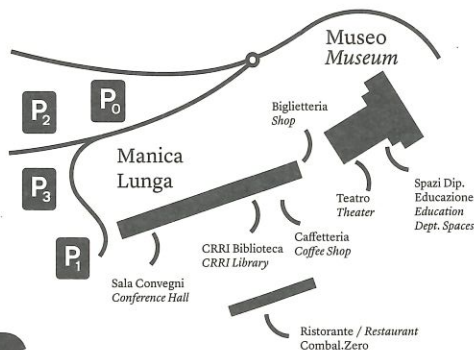 Museo
Museum
P2
P0
Biglietteria
Shop
Manica
Lunga
P3
P1
Teatro
Theater
Spazi Dip.
Educazione
Education
Dept. Spaces
Caffetteria
Coffee Shop
CRRI Biblioteca
CRRI Library
Sala Convegni
Conference Hall
Ristorante / Restaurant
Combal.Zero